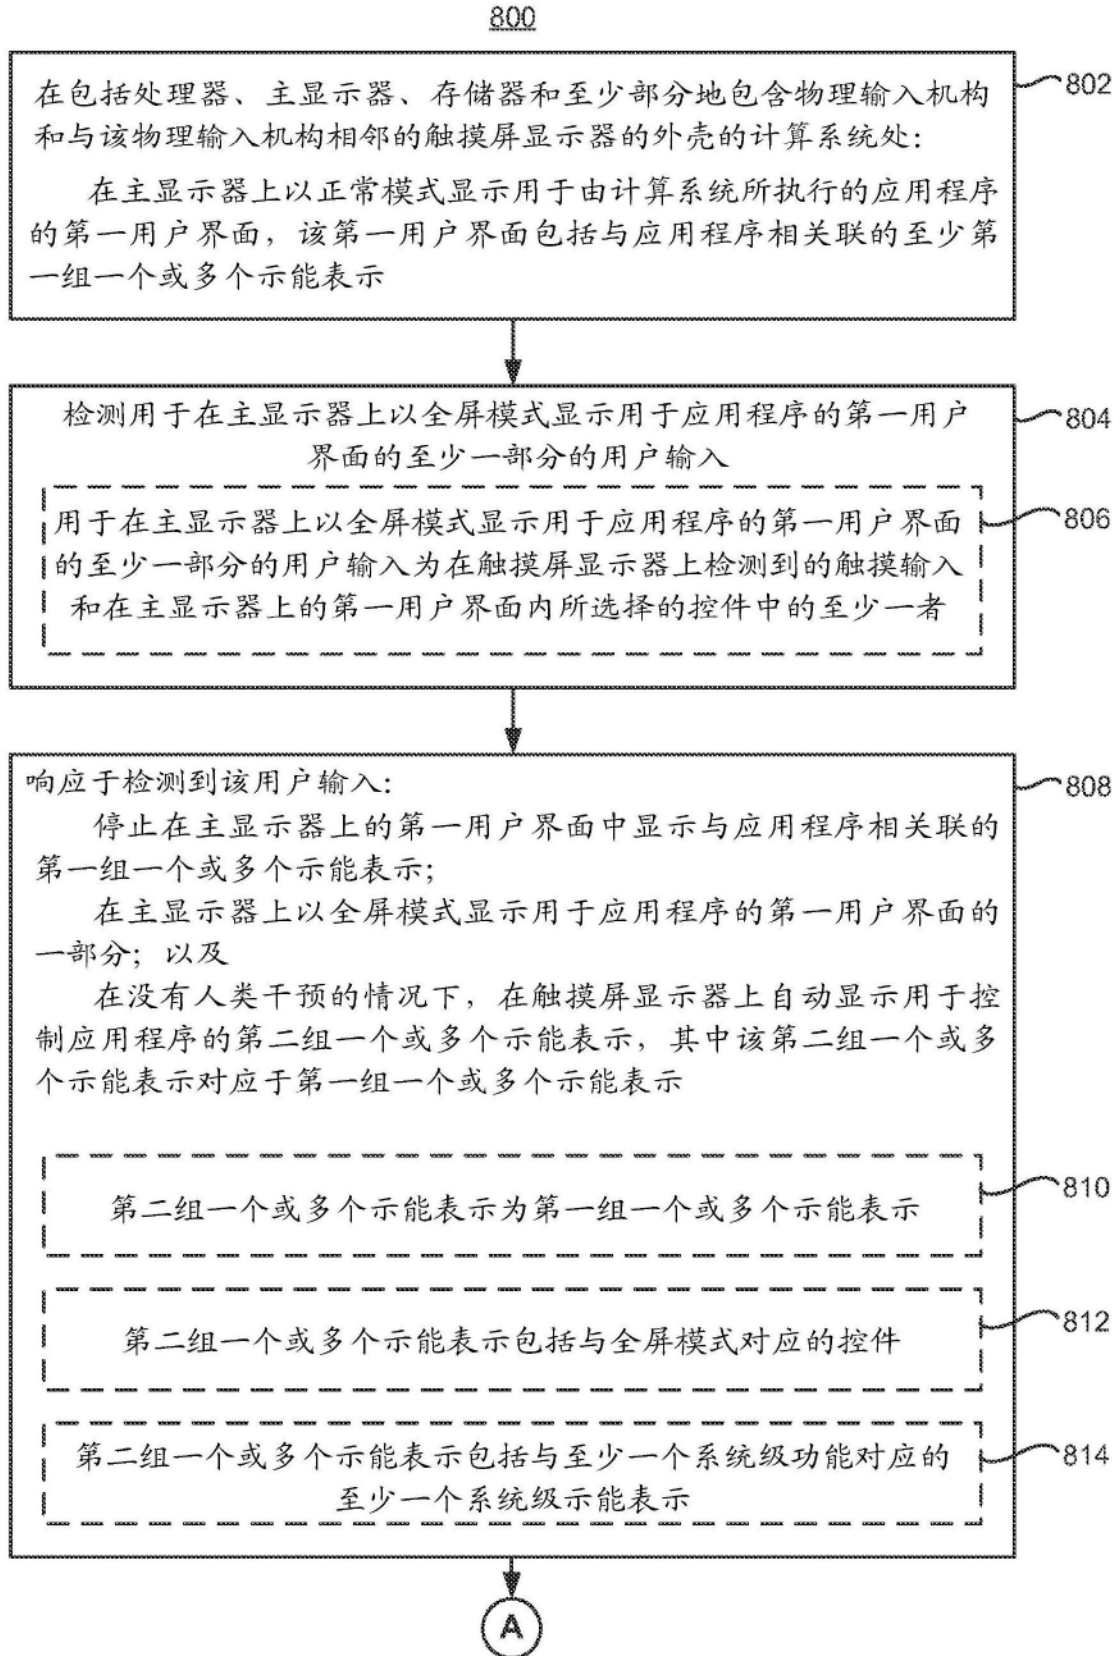 800
802
在包括处理器、主显示器、存储器和至少部分地包含物理输入机构
和与该物理输入机构相邻的触摸屏显示器的外壳的计算系统处：
在主显示器上以正常模式显示用于由计算系统所执行的应用程序
的第一用户界面，该第一用户界面包括与应用程序相关联的至少第
一组一个或多个示能表示
804
检测用于在主显示器上以全屏模式显示用于应用程序的第一用户
界面的至少一部分的用户输入
806
用于在主显示器上以全屏模式显示用于应用程序的第一用户界面
的至少一部分的用户输入为在触摸屏显示器上检测到的触摸输入
和在主显示器上的第一用户界面内所选择的控件中的至少一者
808
响应于检测到该用户输入：
停止在主显示器上的第一用户界面中显示与应用程序相关联的
第一组一个或多个示能表示；
在主显示器上以全屏模式显示用于应用程序的第一用户界面的
一部分；以及
在没有人类干预的情况下，在触摸屏显示器上自动显示用于控
制应用程序的第二组一个或多个示能表示，其中该第二组一个或多
个示能表示对应于第一组一个或多个示能表示
810
第二组一个或多个示能表示为第一组一个或多个示能表示
812
第二组一个或多个示能表示包括与全屏模式对应的控件
814
第二组一个或多个示能表示包括与至少一个系统级功能对应的
至少一个系统级示能表示
A